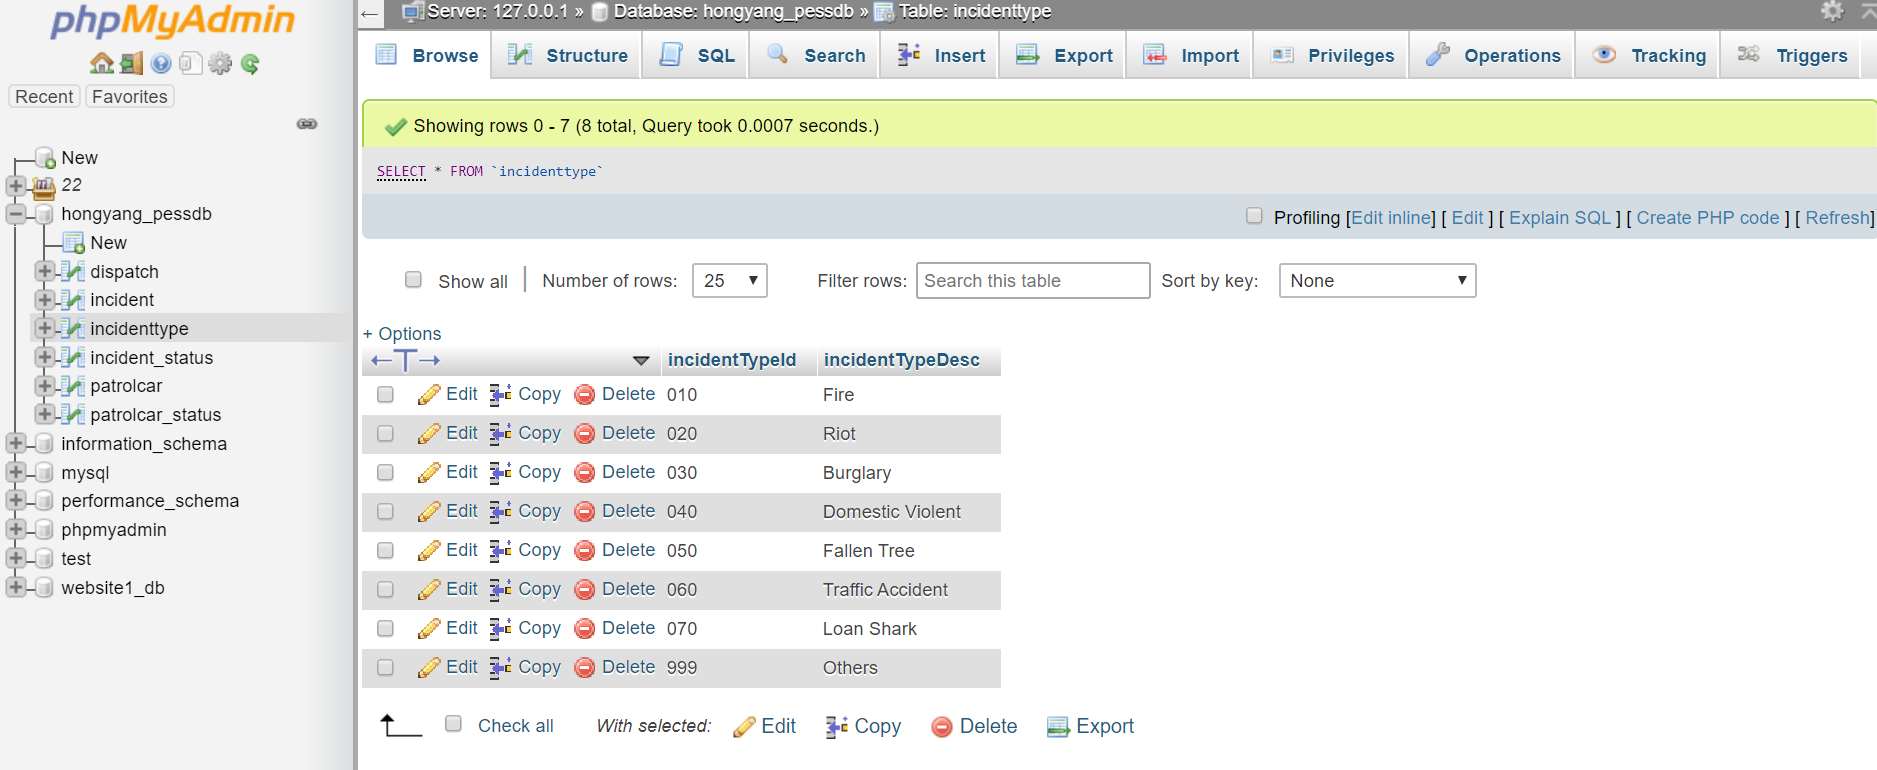 phpMyAdmin
Recent Favorites
New
22
hongyang_pessdb
New
dispatch
incident
incidenttype
incident_status
patrolcar
patrolcar_status
information_schema
mysql
performance_schema
phpmyadmin
test
website1_db
← Server: 127.0.0.1 » Database: hongyang_pessdb » Table: incidenttype
Browse Structure SQL Search Insert Export Import Privileges Operations Tracking Triggers
Showing rows 0 - 7 (8 total, Query took 0.0007 seconds.)
SELECT * FROM `incidenttype`
Profiling [Edit inline] [ Edit ] [ Explain SQL ] [ Create PHP code ] [ Refresh]
Show all | Number of rows: 25 Filter rows: Search this table Sort by key: None
+ Options
←T→ incidentTypeId incidentTypeDesc
Edit Copy Delete 010 Fire
Edit Copy Delete 020 Riot
Edit Copy Delete 030 Burglary
Edit Copy Delete 040 Domestic Violent
Edit Copy Delete 050 Fallen Tree
Edit Copy Delete 060 Traffic Accident
Edit Copy Delete 070 Loan Shark
Edit Copy Delete 999 Others
Check all With selected: Edit Copy Delete Export